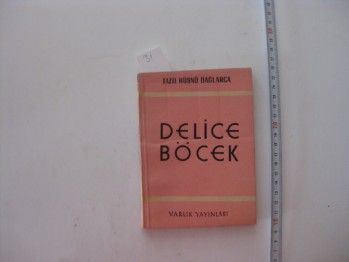 FAZIL HÜSNÜ DAĞLARCA
DELİCE
BÖCEK
VARLIK YAYINLARI